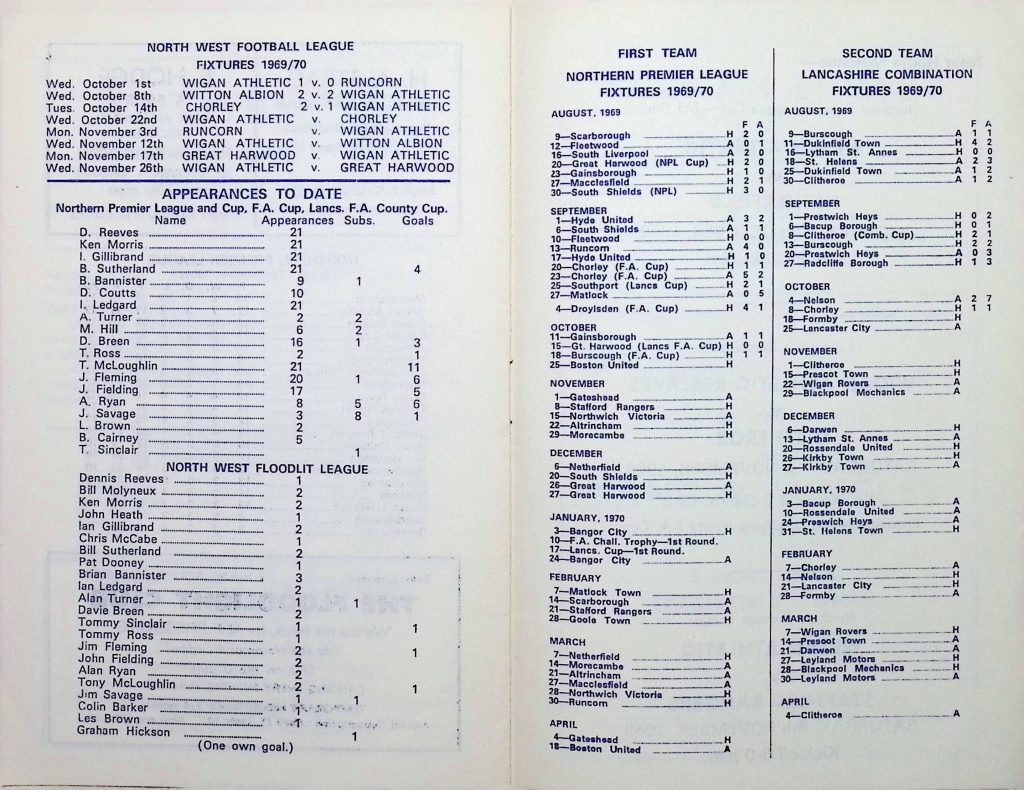 NORTH WEST FOOTBALL LEAGUE
FIXTURES 1969/70
Wed. October 1st WIGAN ATHLETIC 1 v. 0 RUNCORN
Wed. October 8th WITTON ALBION 2 v. 2 WIGAN ATHLETIC
Tues. October 14th CHORLEY 2 v. 1 WIGAN ATHLETIC
Wed. October 22nd WIGAN ATHLETIC v. CHORLEY
Mon. November 3rd RUNCORN v. WIGAN ATHLETIC
Wed. November 12th WIGAN ATHLETIC v. WITTON ALBION
Mon. November 17th GREAT HARWOOD v. WIGAN ATHLETIC
Wed. November 26th WIGAN ATHLETIC v. GREAT HARWOOD
APPEARANCES TO DATE
Northern Premier League and Cup, F.A. Cup, Lancs. F.A. County Cup.
Name Appearances Subs. Goals
D. Reeves 21
Ken Morris 21
I. Gillibrand 21
B. Sutherland 21 4
B. Bannister 9 1
D. Coutts 10
I. Ledgard 21
A. Turner 2 2
M. Hill 6 2
D. Breen 16 1 3
T. Ross 2 1
T. McLoughlin 21 11
J. Fleming 20 1 6
J. Fielding 17 5
A. Ryan 8 5 6
J. Savage 3 8 1
L. Brown 2
B. Cairney 5
T. Sinclair 1
NORTH WEST FLOODLIT LEAGUE
Dennis Reeves 1
Bill Molyneux 2
Ken Morris 2
John Heath 1
Ian Gillibrand 2
Chris McCabe 1
Bill Sutherland 2
Pat Dooney 1
Brian Bannister 3
Ian Ledgard 2
Alan Turner 1 1
Davie Breen 2
Tommy Sinclair 1 1
Tommy Ross 1
Jim Fleming 2 1
John Fielding 2
Alan Ryan 2
Tony McLoughlin 2 1
Jim Savage 1 1
Colin Barker 1
Les Brown 1
Graham Hickson 1
(One own goal.)
FIRST TEAM
NORTHERN PREMIER LEAGUE
FIXTURES 1969/70
AUGUST, 1969
F A
9—Scarborough H 2 0
12—Fleetwood A 0 1
16—South Liverpool A 2 0
20—Great Harwood (NPL Cup) H 2 0
23—Gainsborough H 1 0
27—Macclesfield H 2 1
30—South Shields (NPL) H 3 0
SEPTEMBER
1—Hyde United A 3 2
6—South Shields A 1 1
10—Fleetwood H 0 0
13—Runcorn A 4 0
17—Hyde United H 1 0
20—Chorley (F.A. Cup) H 1 1
23—Chorley (F.A. Cup) A 5 2
25—Southport (Lancs Cup) H 2 1
27—Matlock A 0 5
4—Droylsden (F.A. Cup) H 4 1
OCTOBER
11—Gainsborough A 1 1
15—Gt. Harwood (Lancs F.A. Cup) H 0 0
18—Burscough (F.A. Cup) H 1 1
25—Boston United H
NOVEMBER
1—Gateshead A
8—Stafford Rangers H
15—Northwich Victoria A
22—Altrincham H
29—Morecambe H
DECEMBER
6—Netherfield A
20—South Shields H
26—Great Harwood A
27—Great Harwood H
JANUARY, 1970
3—Bangor City H
10—F.A. Chall. Trophy—1st Round.
17—Lancs. Cup—1st Round.
24—Bangor City A
FEBRUARY
7—Matlock Town H
14—Scarborough A
21—Stafford Rangers A
28—Goole Town H
MARCH
7—Netherfield H
14—Morecambe A
21—Altrincham A
27—Macclesfield A
28—Northwich Victoria H
30—Runcorn H
APRIL
4—Gateshead H
18—Boston United A
SECOND TEAM
LANCASHIRE COMBINATION
FIXTURES 1969/70
AUGUST, 1969
F A
9—Burscough A 1 1
11—Dukinfield Town H 4 2
16—Lytham St. Annes H 0 0
18—St. Helens A 2 3
25—Dukinfield Town A 1 2
30—Clitheroe A 1 2
SEPTEMBER
1—Prestwich Heys H 0 2
6—Bacup Borough H 0 1
8—Clitheroe (Comb. Cup) H 2 1
13—Burscough H 2 2
20—Prestwich Heys A 0 3
27—Radcliffe Borough H 1 3
OCTOBER
4—Nelson A 2 7
8—Chorley H 1 1
18—Formby H
25—Lancaster City A
NOVEMBER
1—Clitheroe H
15—Prescot Town H
22—Wigan Rovers A
29—Blackpool Mechanics H
DECEMBER
6—Darwen H
13—Lytham St. Annes A
20—Rossendale United H
26—Kirkby Town H
27—Kirkby Town A
JANUARY, 1970
3—Bacup Borough A
10—Rossendale United A
24—Preswich Heys A
31—St. Helens Town H
FEBRUARY
7—Chorley A
14—Nelson H
21—Lancaster City H
28—Formby A
MARCH
7—Wigan Rovers H
14—Prescot Town A
21—Darwen A
27—Leyland Motors H
28—Blackpool Mechanics H
30—Leyland Motors A
APRIL
4—Clitheroe A